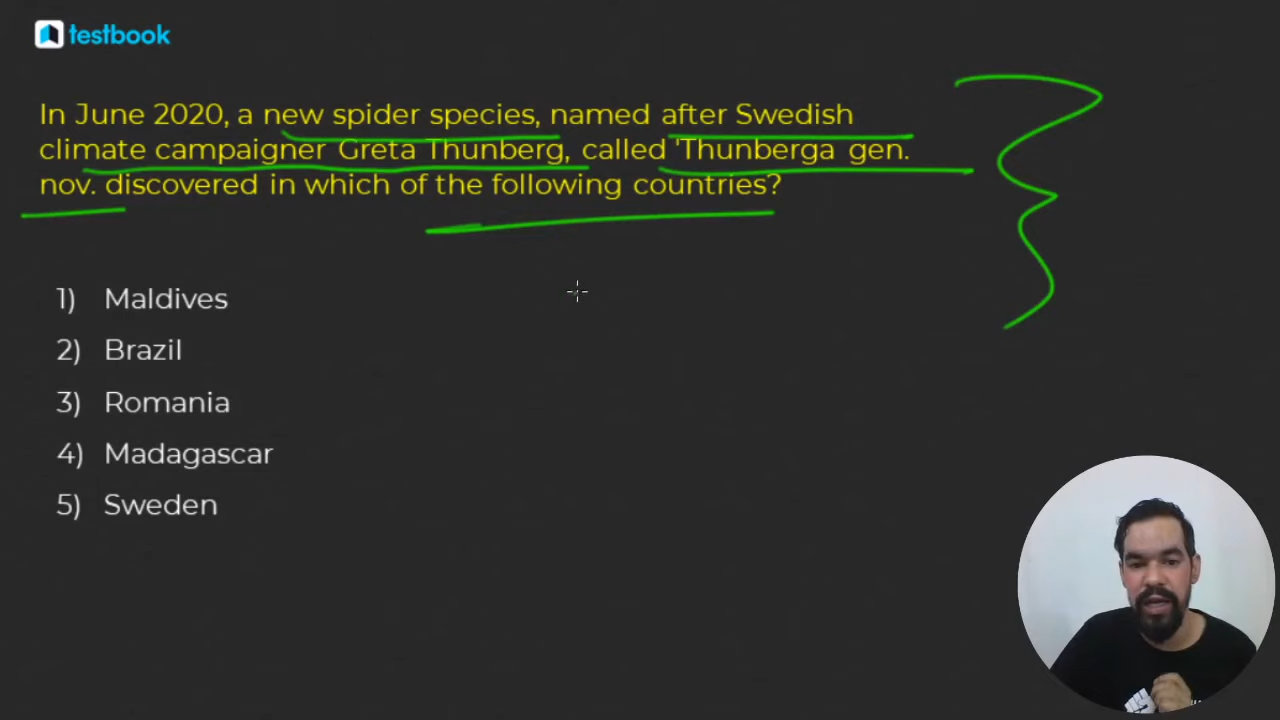 testbook
In June 2020, a new spider species, named after Swedish
climate campaigner Greta Thunberg, called 'Thunberga gen.
nov. discovered in which of the following countries?
1) Maldives
2) Brazil
3) Romania
4) Madagascar
5) Sweden